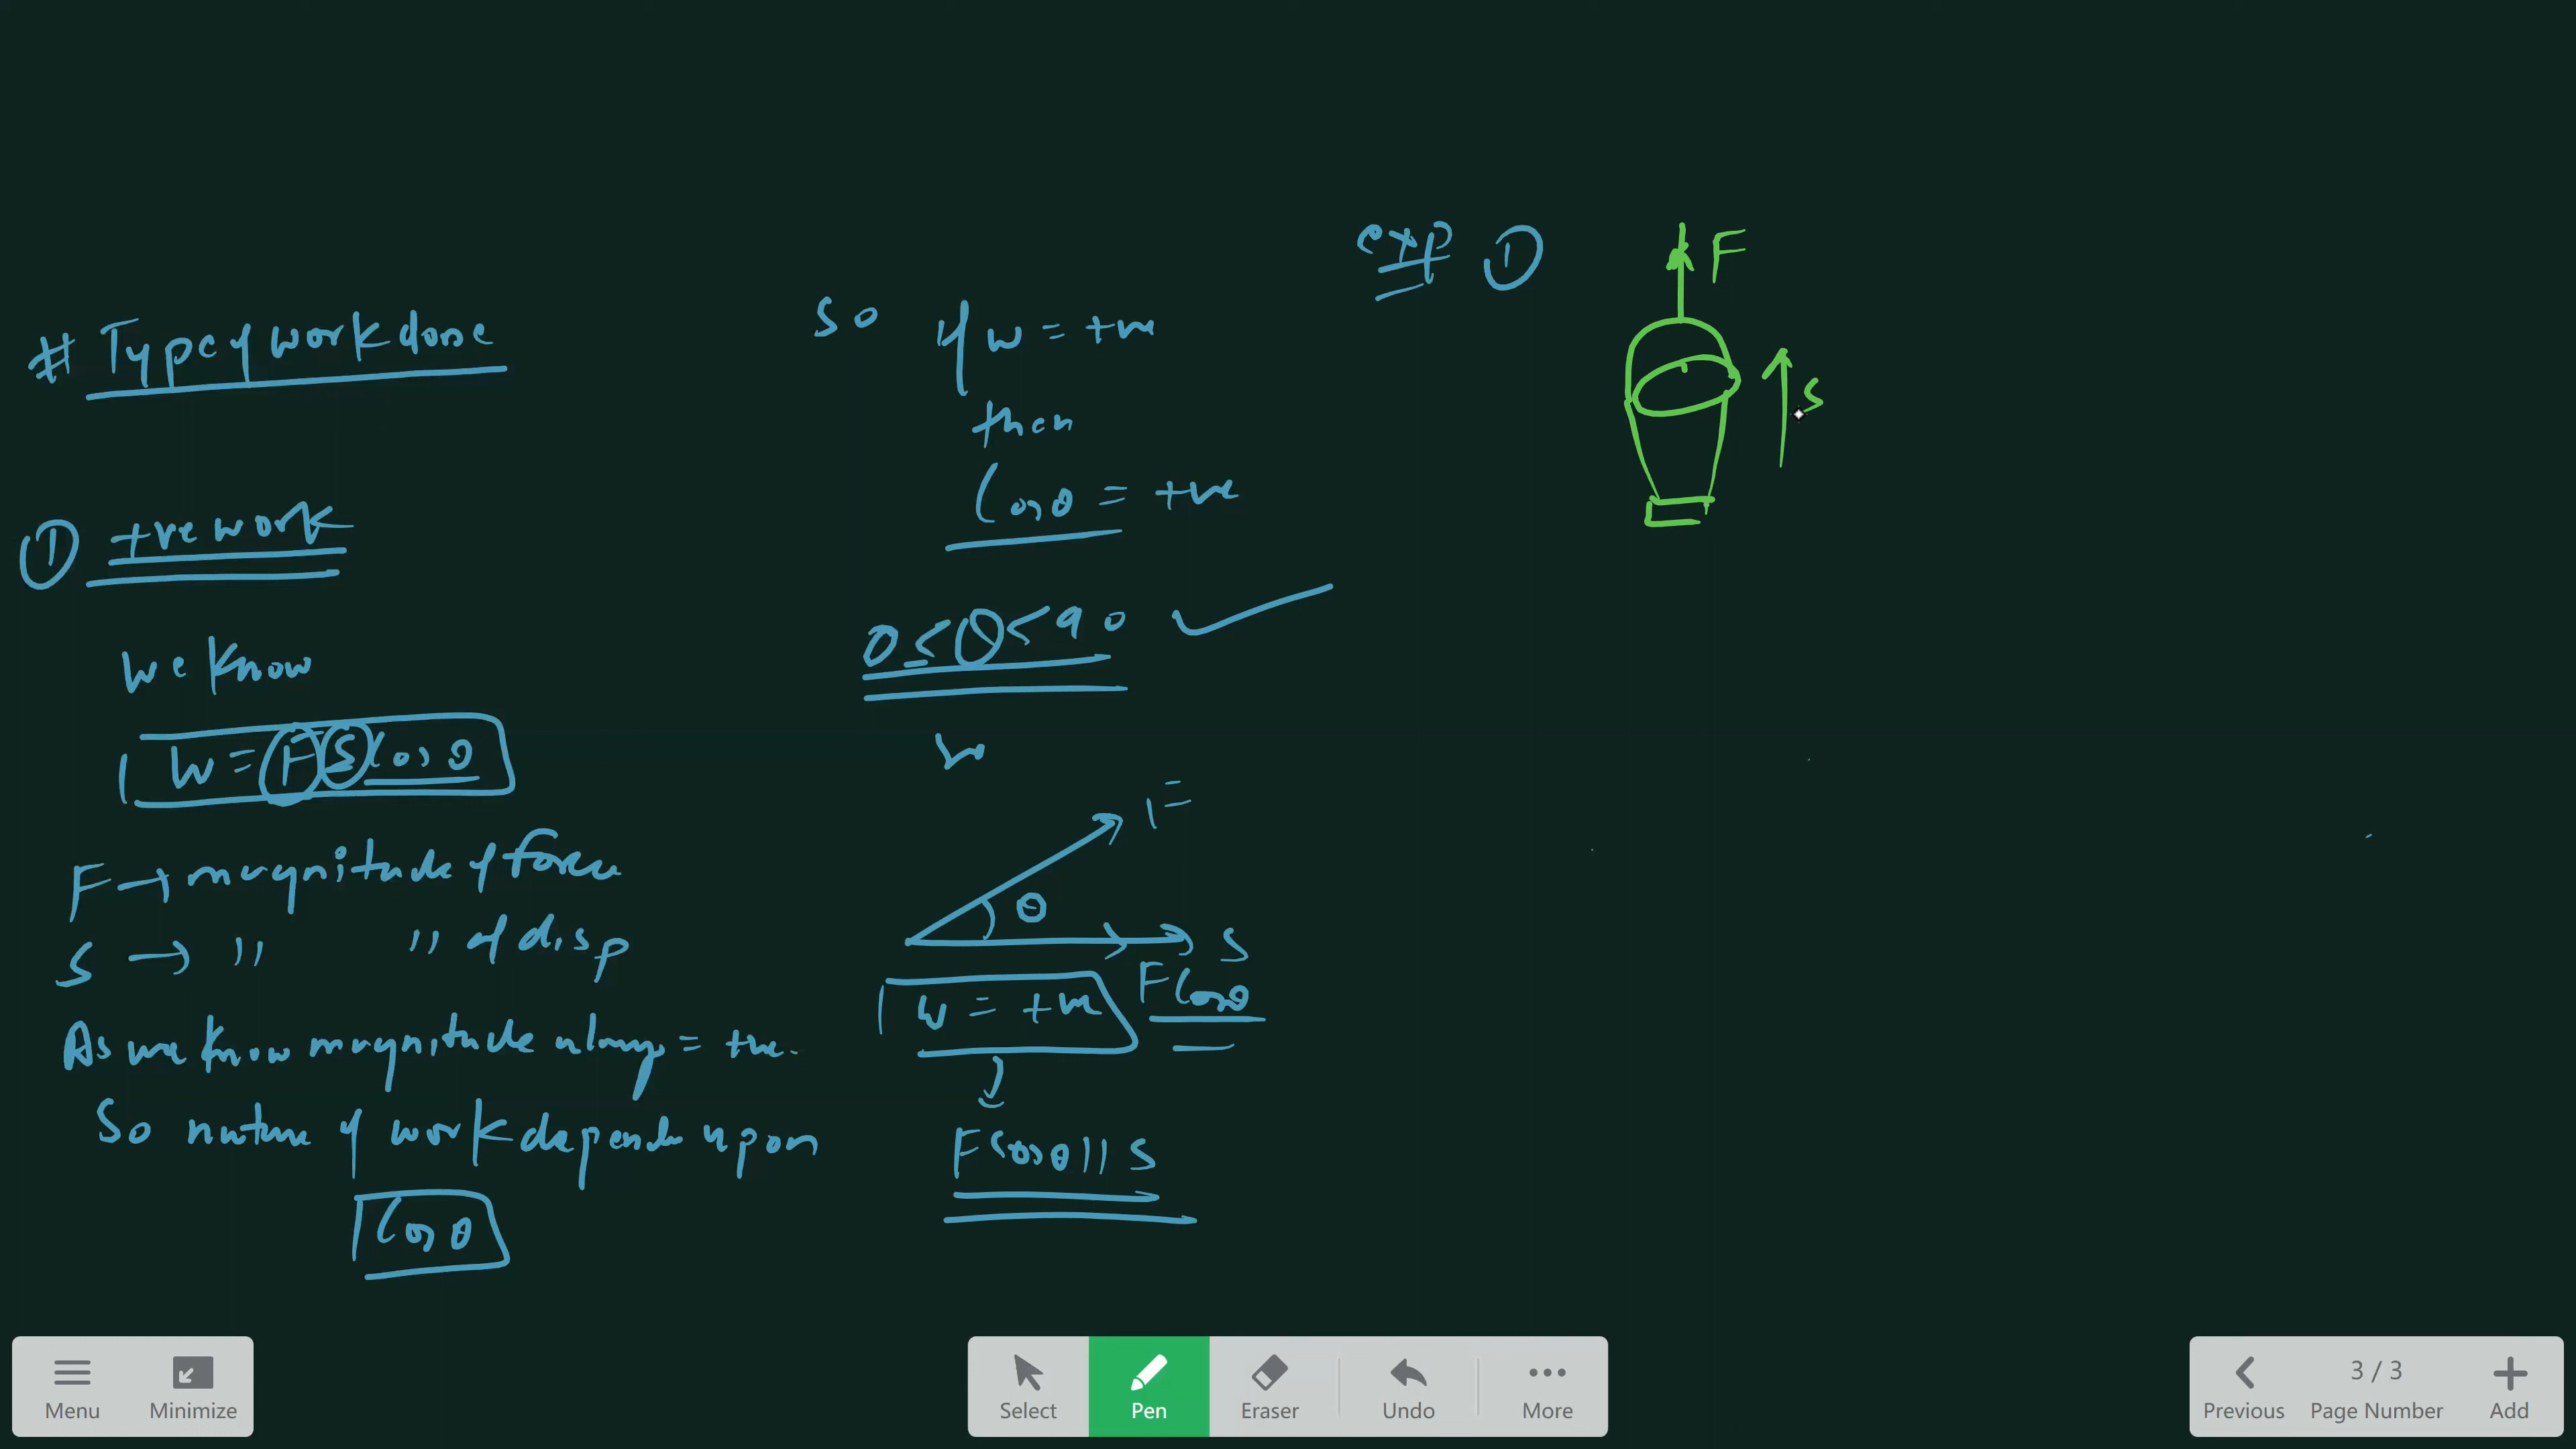 # Type of work done
① +ve work
We know
W = F S Cos θ
F → magnitude of force
S → " " of disp
As we know magnitude always = +ve.
So nature of work depends upon
Cos θ
So if w = +ve
then
Cos θ = +ve
0 ≤ θ < 90 ✓
F
θ
S
F Cos θ
W = +ve
F Cos θ || S
exp ①
F
S
Menu
Minimize
Select
Pen
Eraser
Undo
More
Previous
3 / 3
Page Number
Add